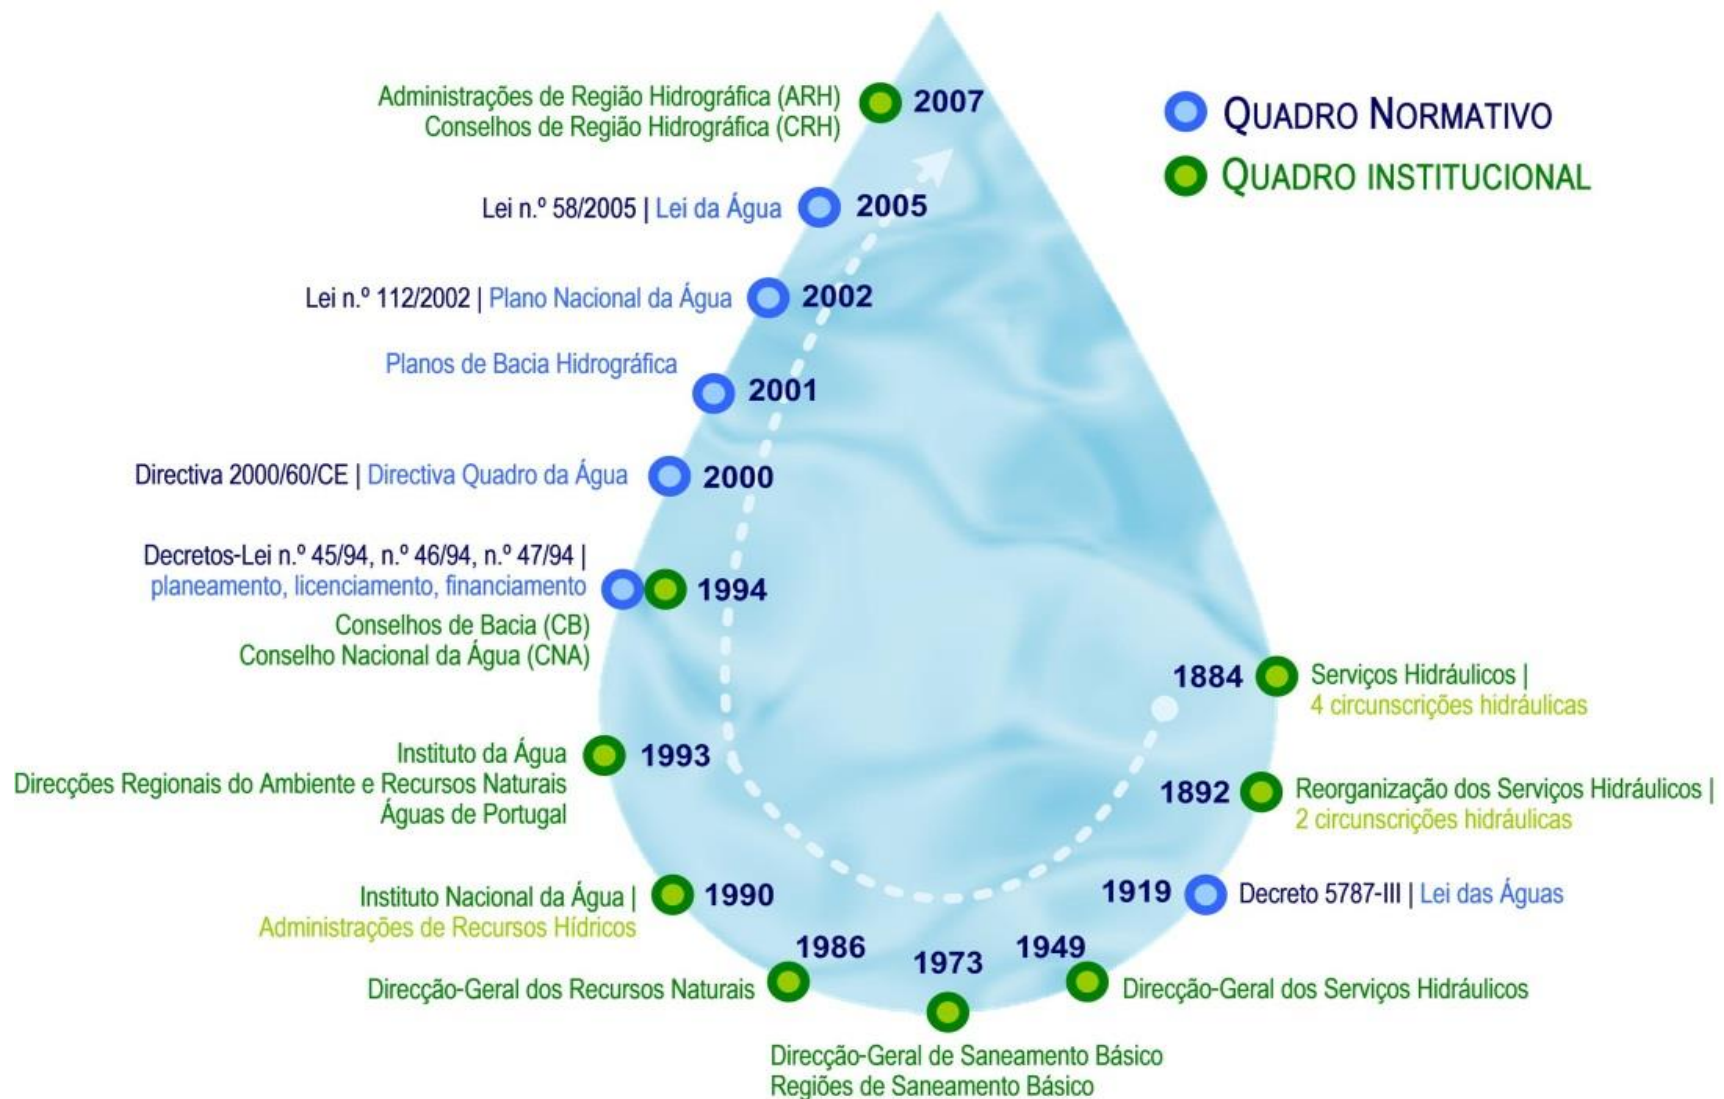 Administrações de Região Hidrográfica (ARH)
Conselhos de Região Hidrográfica (CRH)
2007
QUADRO NORMATIVO
QUADRO INSTITUCIONAL
Lei n.º 58/2005 | Lei da Água
2005
Lei n.º 112/2002 | Plano Nacional da Água
2002
Planos de Bacia Hidrográfica
2001
Directiva 2000/60/CE | Directiva Quadro da Água
2000
Decretos-Lei n.º 45/94, n.º 46/94, n.º 47/94 |
planeamento, licenciamento, financiamento
1994
Conselhos de Bacia (CB)
Conselho Nacional da Água (CNA)
1884
Serviços Hidráulicos |
4 circunscrições hidráulicas
Instituto da Água
Direcções Regionais do Ambiente e Recursos Naturais
Águas de Portugal
1993
1892
Reorganização dos Serviços Hidráulicos |
2 circunscrições hidráulicas
Instituto Nacional da Água |
Administrações de Recursos Hídricos
1990
1919
Decreto 5787-III | Lei das Águas
1986
Direcção-Geral dos Recursos Naturais
1973
1949
Direcção-Geral dos Serviços Hidráulicos
Direcção-Geral de Saneamento Básico
Regiões de Saneamento Básico